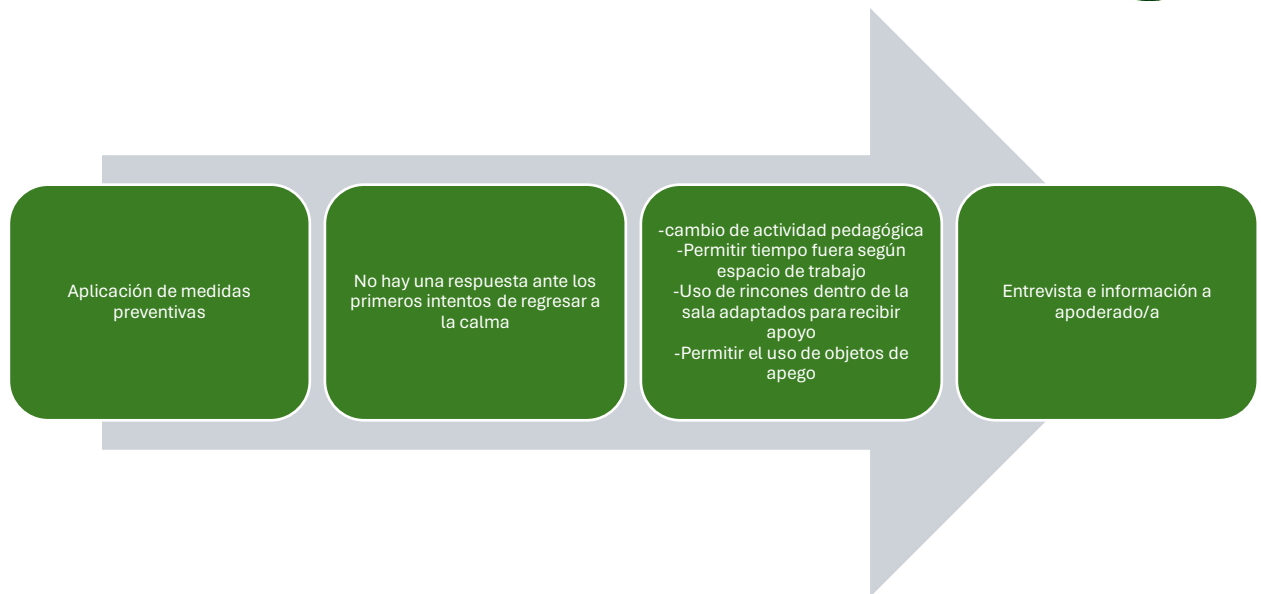 Aplicación de medidas
preventivas
No hay una respuesta ante los
primeros intentos de regresar a
la calma
-cambio de actividad pedagógica
-Permitir tiempo fuera según
espacio de trabajo
-Uso de rincones dentro de la
sala adaptados para recibir
apoyo
-Permitir el uso de objetos de
apego
Entrevista e información a
apoderado/a